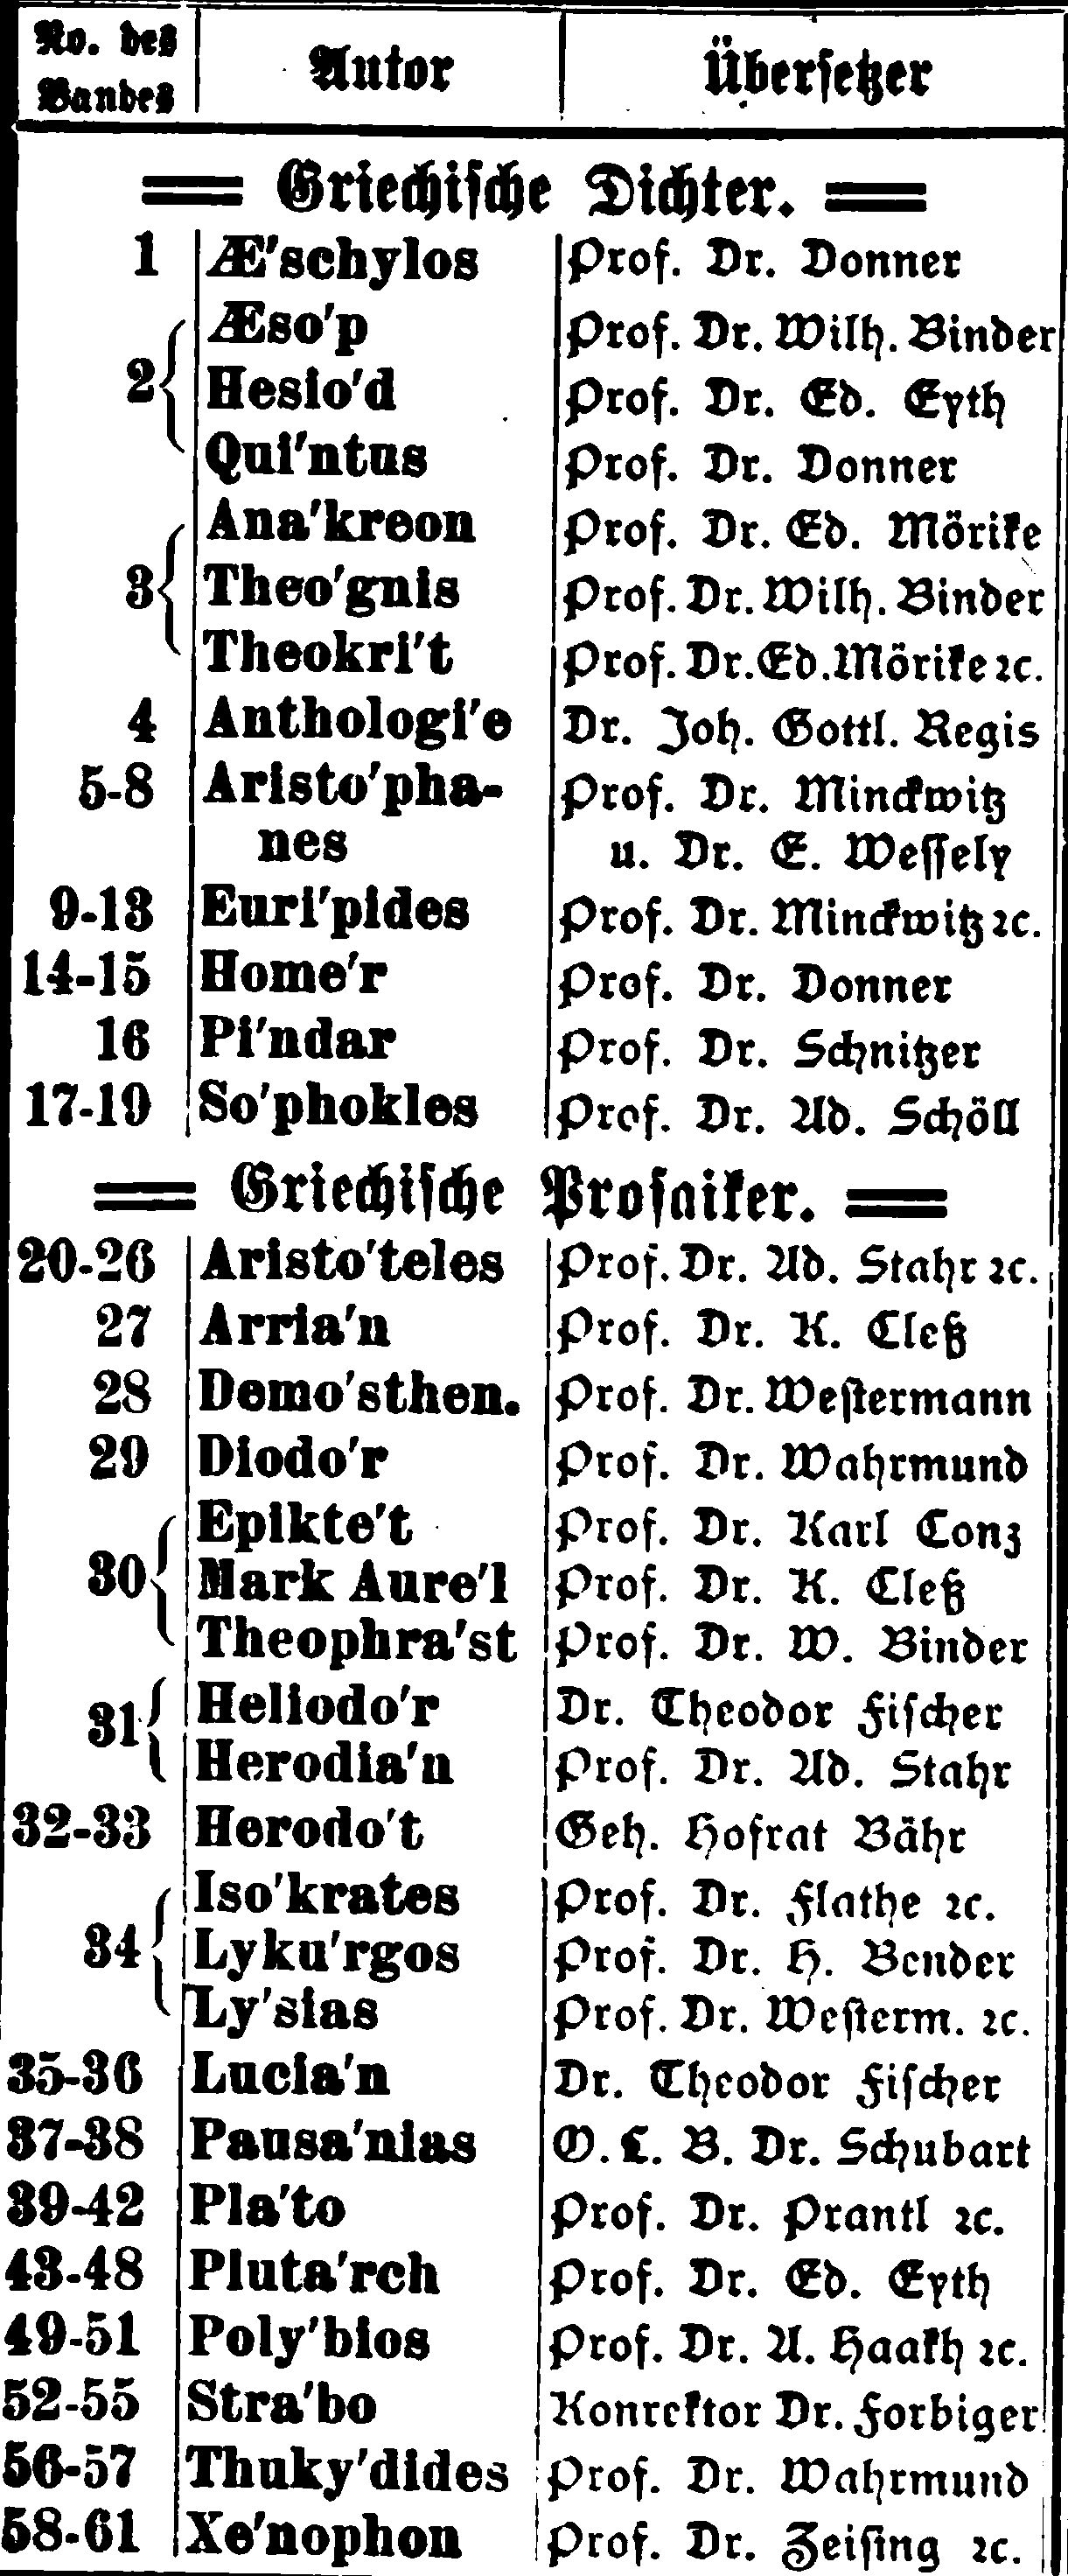 No. des Bandes Autor Übersetzer
Griechische Dichter.
1 Æ'schylos Prof. Dr. Donner
Æso'p Prof. Dr. Wilh. Binder
2 Hesio'd Prof. Dr. Ed. Eyth
Qui'ntus Prof. Dr. Donner
Ana'kreon Prof. Dr. Ed. Mörike
3 Theo'gnis Prof. Dr. Wilh. Binder
Theokri't Prof. Dr. Ed. Mörike ꝛc.
4 Anthologi'e Dr. Joh. Gottl. Regis
5-8 Aristo'pha- Prof. Dr. Minckwitz
nes u. Dr. E. Wessely
9-13 Euri'pides Prof. Dr. Minckwitz ꝛc.
14-15 Home'r Prof. Dr. Donner
16 Pi'ndar Prof. Dr. Schnitzer
17-19 So'phokles Prof. Dr. Ad. Schöll
Griechische Prosaiker.
20-26 Aristo'teles Prof. Dr. Ad. Stahr ꝛc.
27 Arria'n Prof. Dr. K. Cleß
28 Demo'sthen. Prof. Dr. Westermann
29 Diodo'r Prof. Dr. Wahrmund
Epikte't Prof. Dr. Karl Conz
30 Mark Aure'l Prof. Dr. K. Cleß
Theophra'st Prof. Dr. W. Binder
31 Heliodo'r Dr. Theodor Fischer
Herodia'n Prof. Dr. Ad. Stahr
32-33 Herodo't Geh. Hofrat Bähr
Iso'krates Prof. Dr. Flathe ꝛc.
34 Lyku'rgos Prof. Dr. H. Bender
Ly'sias Prof. Dr. Westerm. ꝛc.
35-36 Lucia'n Dr. Theodor Fischer
37-38 Pausa'nias O. L. B. Dr. Schubart
39-42 Pla'to Prof. Dr. Prantl ꝛc.
43-48 Pluta'rch Prof. Dr. Ed. Eyth
49-51 Poly'bios Prof. Dr. A. Haakh ꝛc.
52-55 Stra'bo Konrektor Dr. Forbiger
56-57 Thuky'dides Prof. Dr. Wahrmund
58-61 Xe'nophon Prof. Dr. Zeising ꝛc.